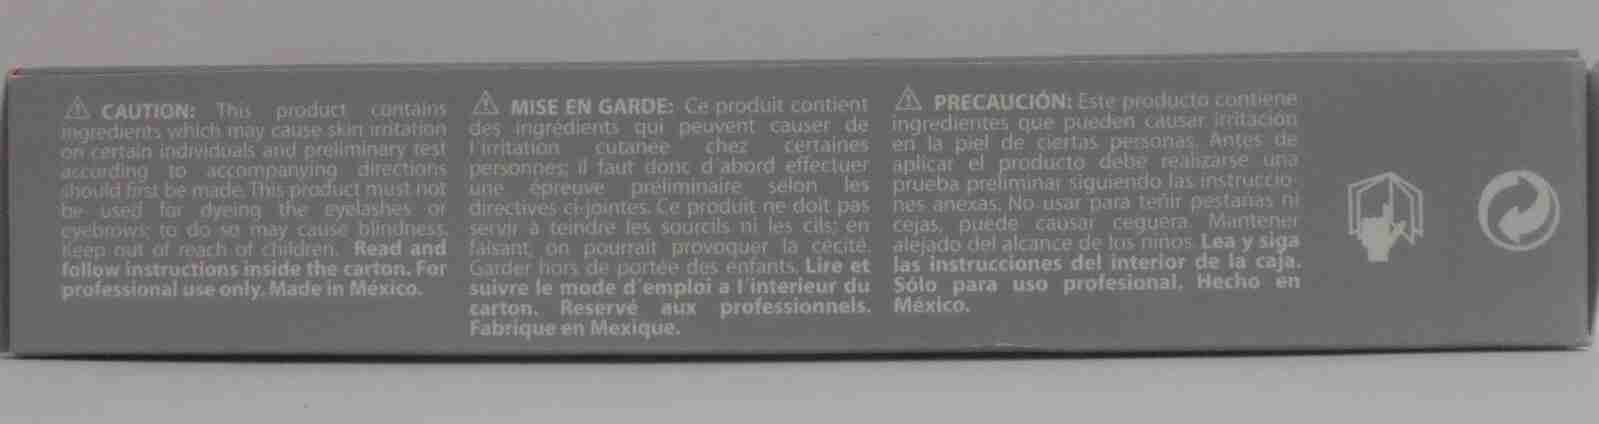 CAUTION: This product contains
ingredients which may cause skin irritation
on certain individuals and preliminary test
according to accompanying directions
should first be made. This product must not
be used for dyeing the eyelashes or
eyebrows; to do so may cause blindness.
Keep out of reach of children. Read and
follow instructions inside the carton. For
professional use only. Made in México.
MISE EN GARDE: Ce produit contient
des ingrédients qui peuvent causer de
l'irritation cutanée chez certaines
personnes; il faut donc d'abord effectuer
une épreuve préliminaire selon les
directives ci-jointes. Ce produit ne doit pas
servir à teindre les sourcils ni les cils; en
faisant, on pourrait provoquer la cécité.
Garder hors de portée des enfants. Lire et
suivre le mode d'emploi a l'interieur du
carton. Reservé aux professionnels.
Fabrique en Mexique.
PRECAUCIÓN: Este producto contiene
ingredientes que pueden causar irritación
en la piel de ciertas personas. Antes de
aplicar el producto debe realizarse una
prueba preliminar siguiendo las instruccio-
nes anexas. No usar para teñir pestañas ni
cejas, puede causar ceguera. Mantener
alejado del alcance de los niños. Lea y siga
las instrucciones del interior de la caja.
Sólo para uso profesional. Hecho en
México.